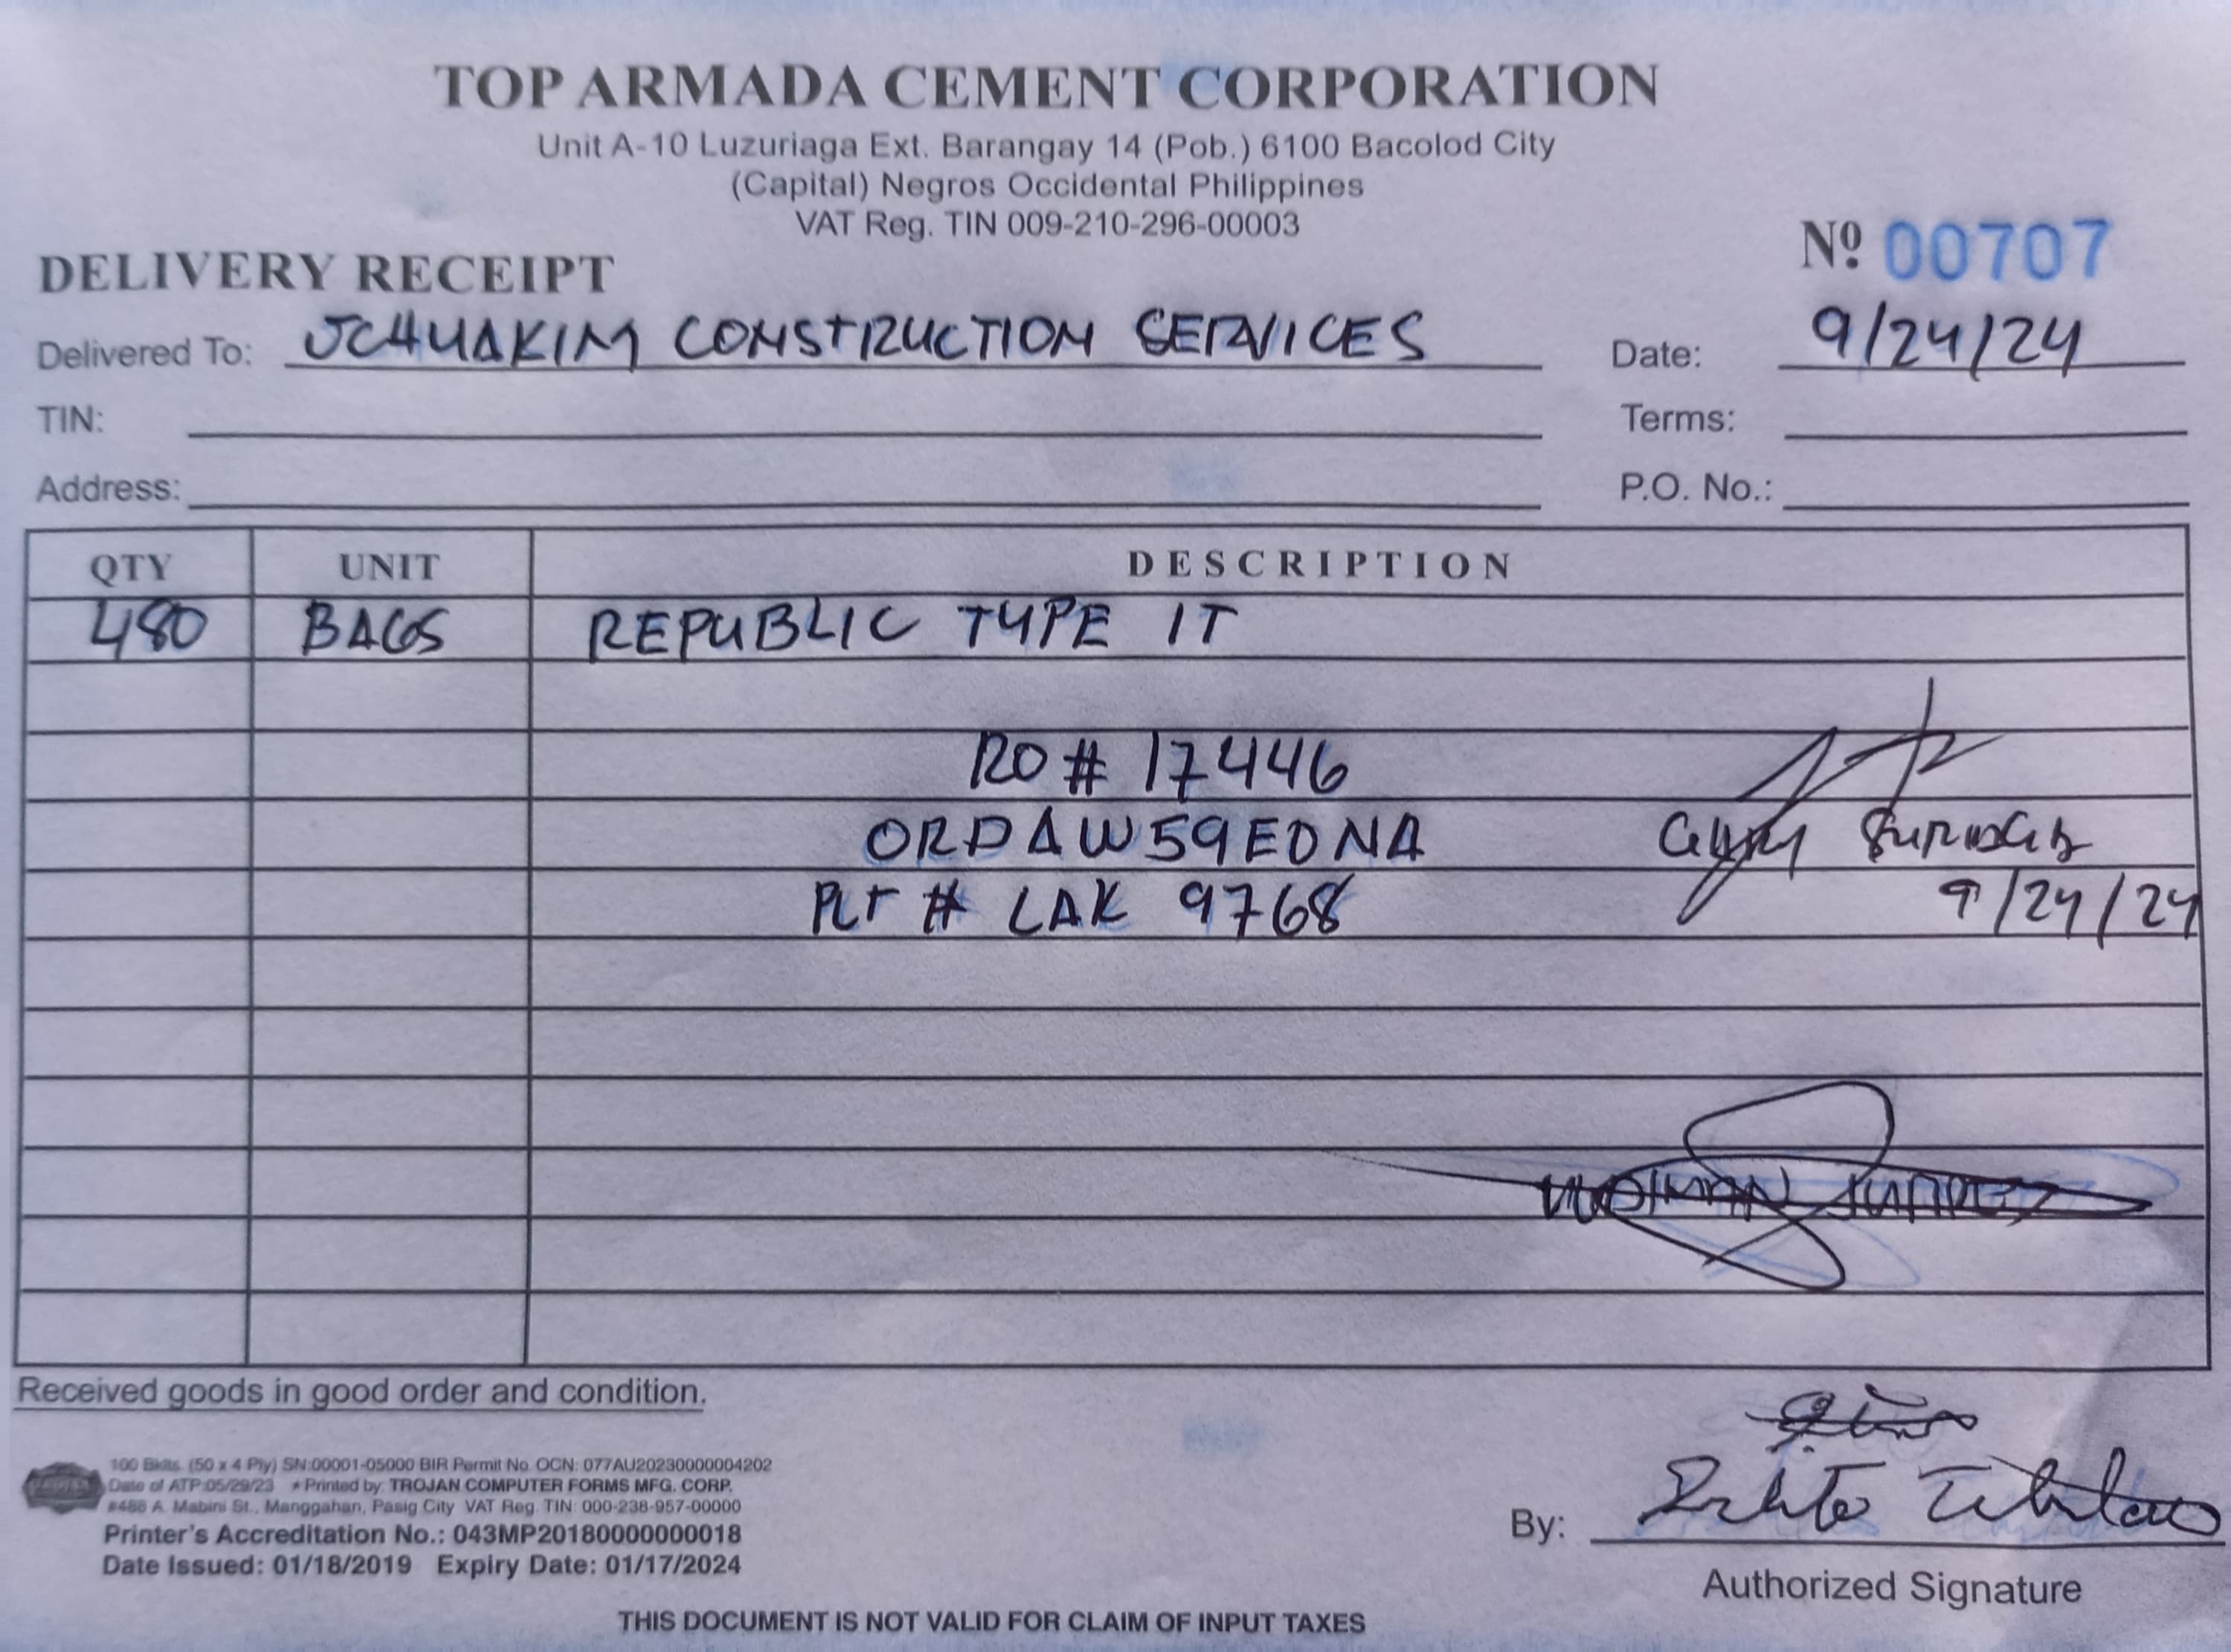 TOP ARMADA CEMENT CORPORATION
Unit A-10 Luzuriaga Ext. Barangay 14 (Pob.) 6100 Bacolod City
(Capital) Negros Occidental Philippines
VAT Reg. TIN 009-210-296-00003
Nº 00707
DELIVERY RECEIPT
Delivered To: JCHUAKIM CONSTRUCTION SERVICES Date: 9/24/24
TIN: Terms:
Address: P.O. No.:
QTY UNIT DESCRIPTION
480 BAGS REPUBLIC TYPE 1T
RO # 17446
ORDAW59EDNA
PLT # LAK 9768
9/24/24
Received goods in good order and condition.
100 Bklts. (50 x 4 Ply) SN:00001-05000 BIR Permit No. OCN: 077AU20230000004202
Date of ATP:05/29/23 * Printed by: TROJAN COMPUTER FORMS MFG. CORP.
#488 A. Mabini St., Manggahan, Pasig City VAT Reg. TIN: 000-238-957-00000
Printer's Accreditation No.: 043MP20180000000018
Date Issued: 01/18/2019 Expiry Date: 01/17/2024
By:
Authorized Signature
THIS DOCUMENT IS NOT VALID FOR CLAIM OF INPUT TAXES